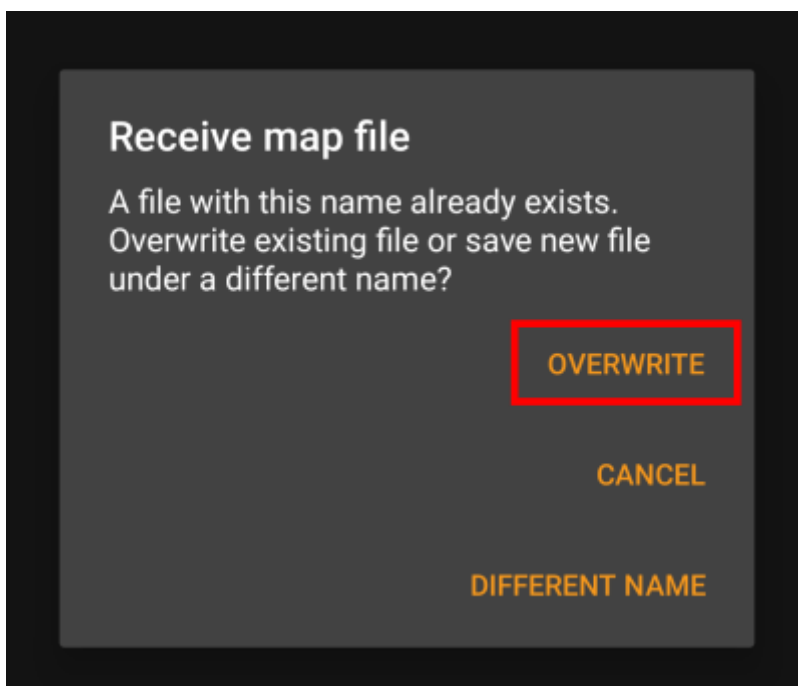 Receive map file
A file with this name already exists.
Overwrite existing file or save new file
under a different name?
OVERWRITE
CANCEL
DIFFERENT NAME